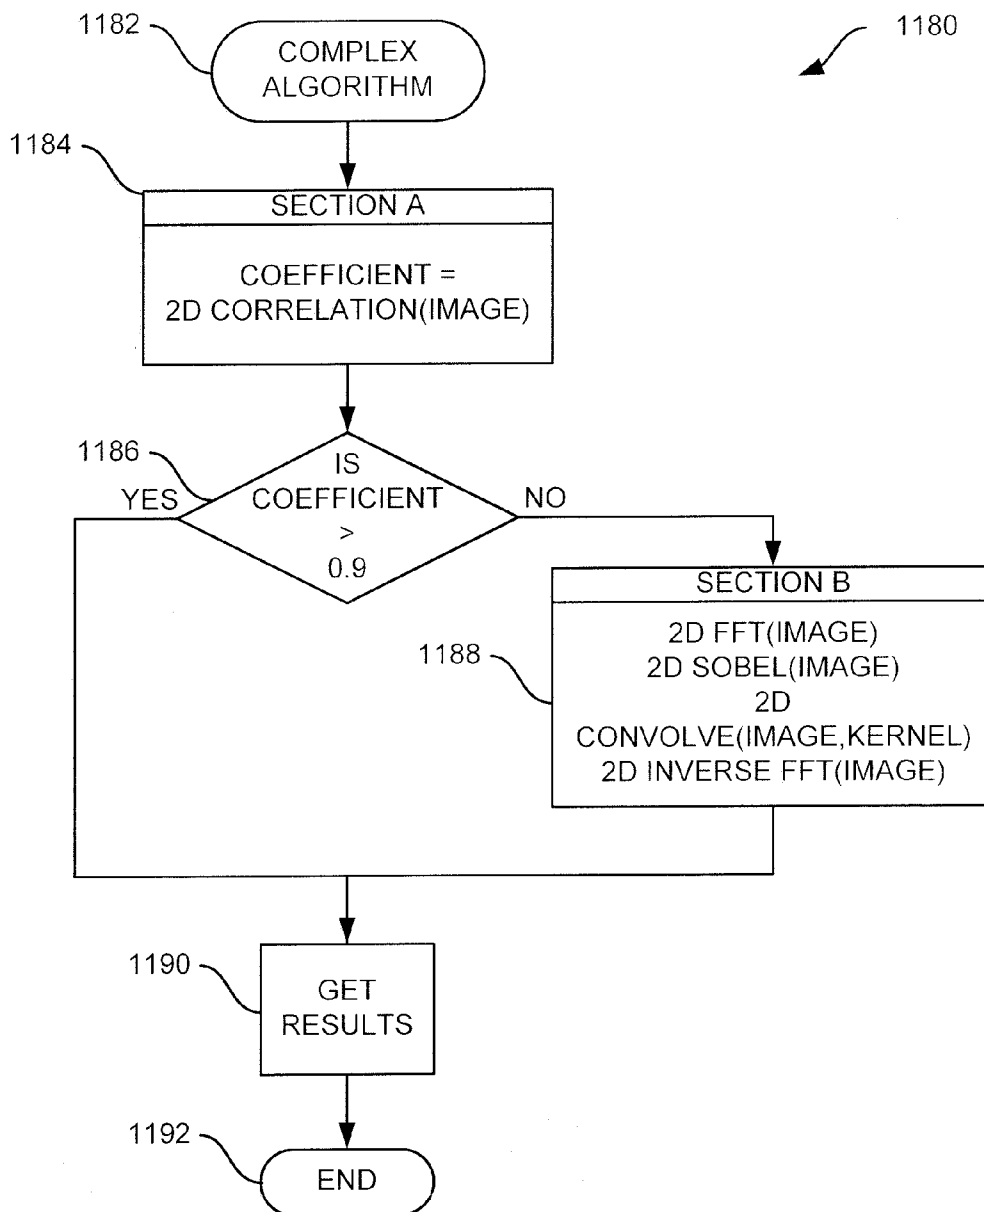 1182
1180
COMPLEX
ALGORITHM
1184
SECTION A
COEFFICIENT =
2D CORRELATION(IMAGE)
1186
IS
COEFFICIENT
>
0.9
YES
NO
SECTION B
1188
2D FFT(IMAGE)
2D SOBEL(IMAGE)
2D
CONVOLVE(IMAGE,KERNEL)
2D INVERSE FFT(IMAGE)
1190
GET
RESULTS
1192
END